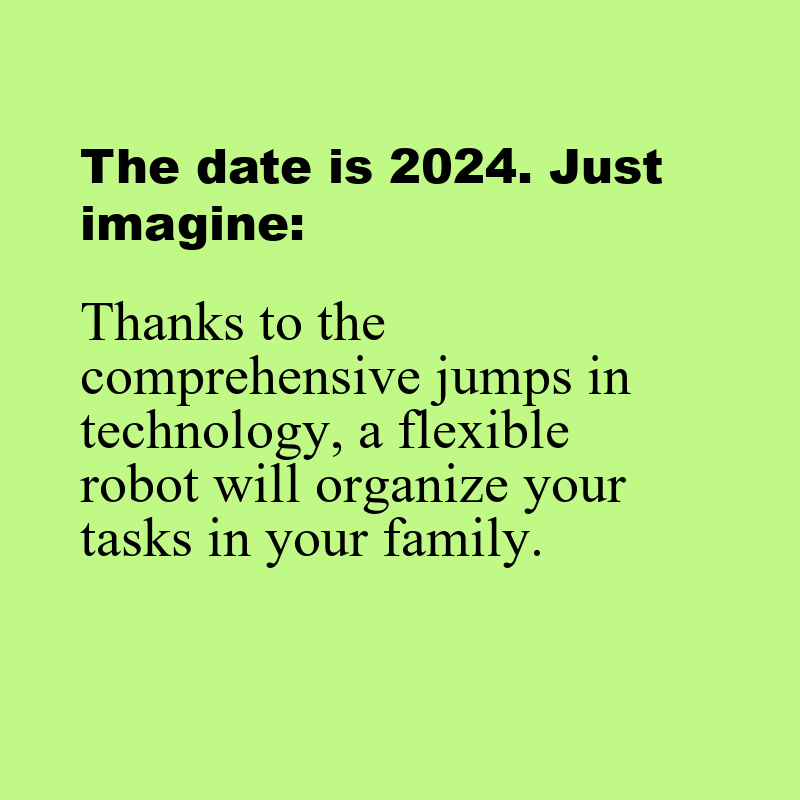 The date is 2024. Just
imagine:
Thanks to the
comprehensive jumps in
technology, a flexible
robot will organize your
tasks in your family.